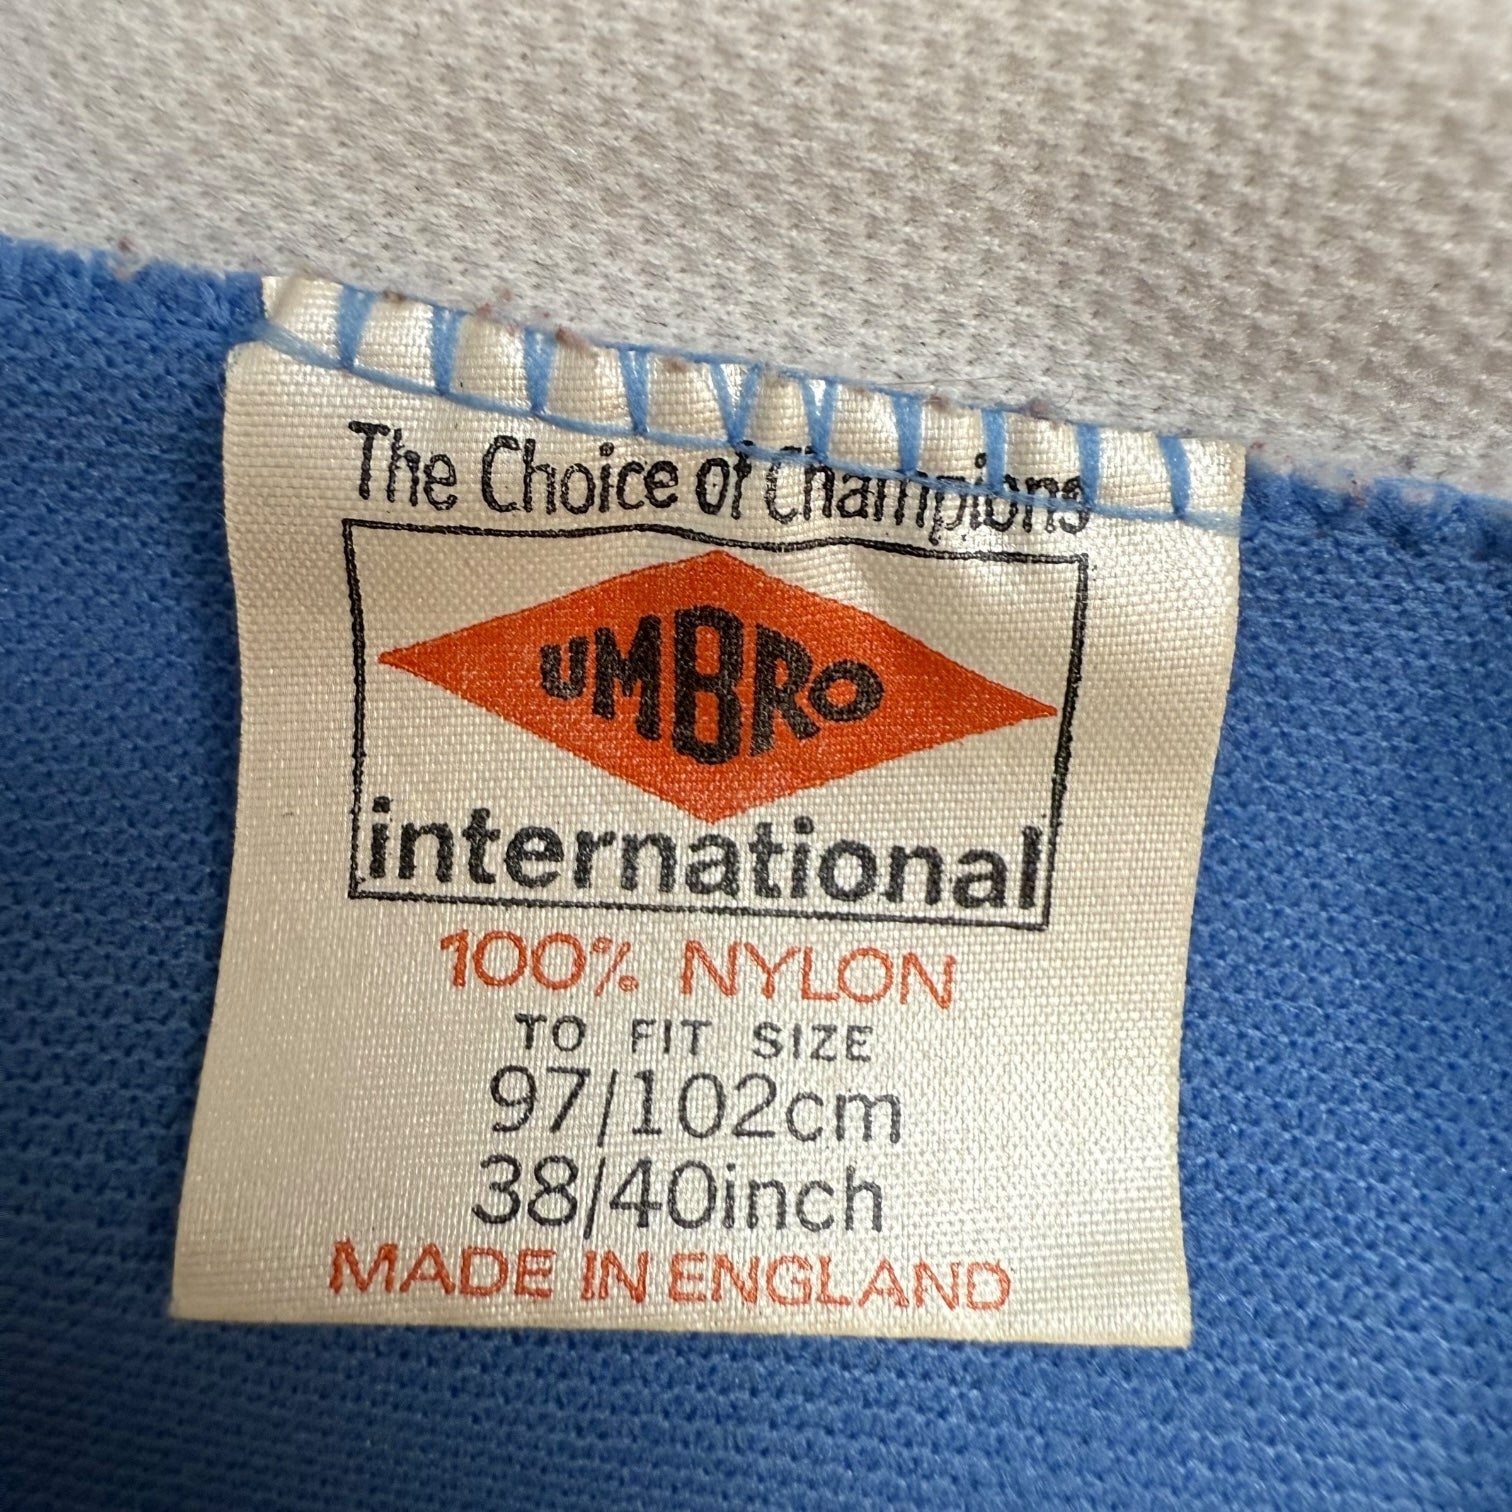 The Choice of Champions
UMBRO
international
100% NYLON
TO FIT SIZE
97/102cm
38/40inch
MADE IN ENGLAND